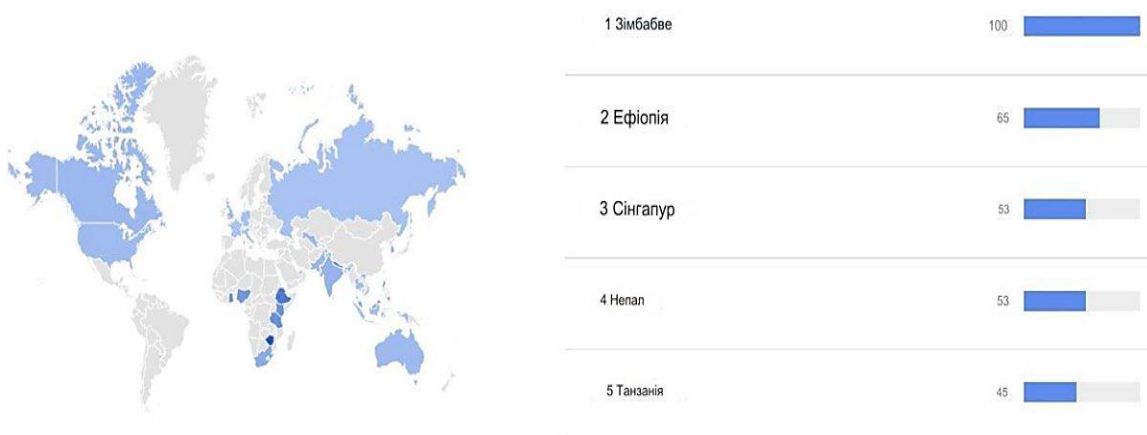 1 Зімбабве 100
2 Ефіопія 65
3 Сінгапур 53
4 Непал 53
5 Танзанія 45